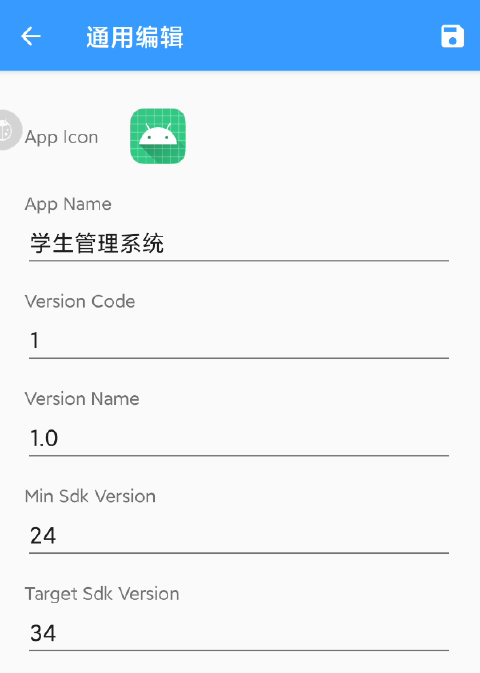 通用编辑
App Icon
App Name
学生管理系统
Version Code
1
Version Name
1.0
Min Sdk Version
24
Target Sdk Version
34